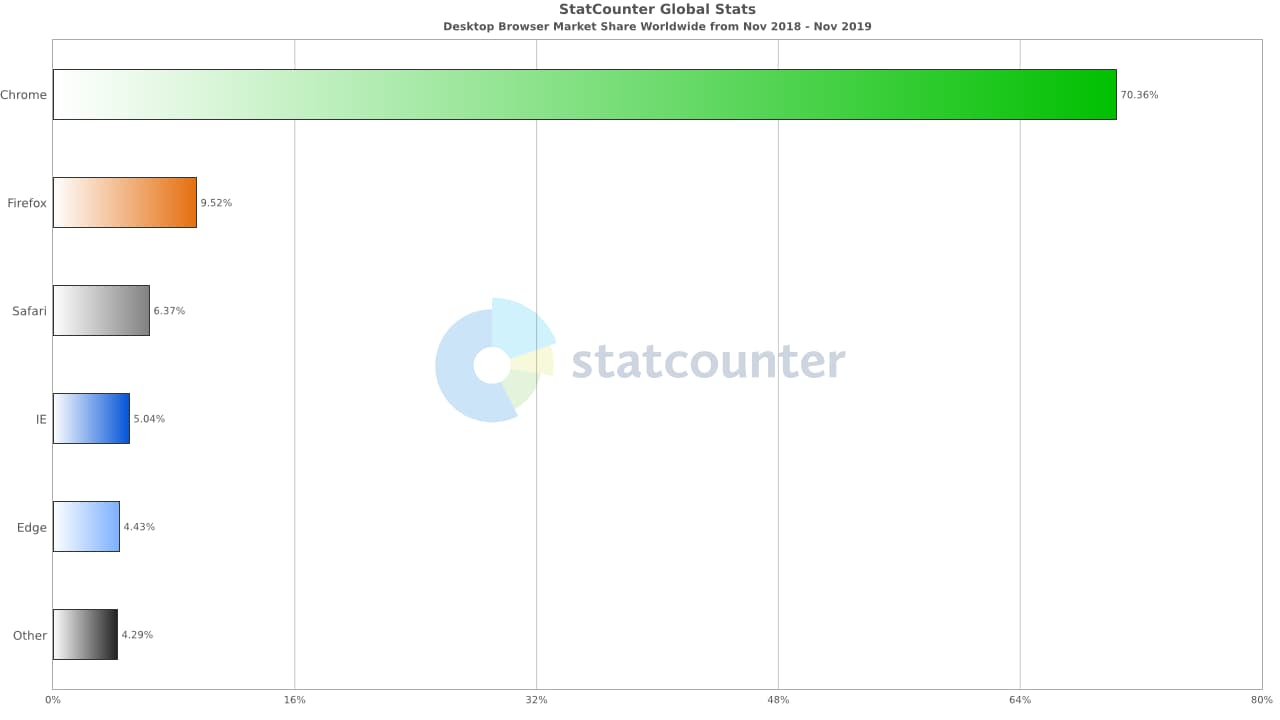 StatCounter Global Stats
Desktop Browser Market Share Worldwide from Nov 2018 - Nov 2019
Chrome 70.36%
Firefox 9.52%
Safari 6.37%
statcounter
IE 5.04%
Edge 4.43%
Other 4.29%
0% 16% 32% 48% 64% 80%